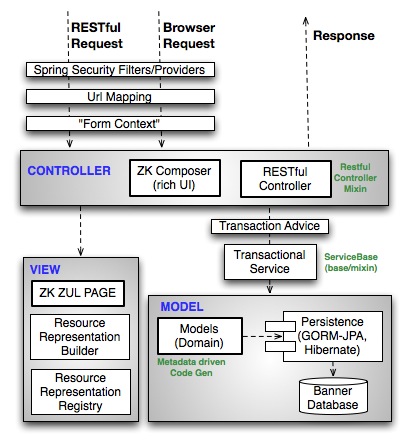 RESTful
Request
Browser
Request
Response
Spring Security Filters/Providers
Url Mapping
"Form Context"
CONTROLLER
ZK Composer
(rich UI)
RESTful
Controller
Restful
Controller
Mixin
Transaction Advice
Transactional
Service
ServiceBase
(base/mixin)
VIEW
ZK ZUL PAGE
Resource
Representation
Builder
Resource
Representation
Registry
MODEL
Models
(Domain)
Metadata driven
Code Gen
Persistence
(GORM-JPA,
Hibernate)
Banner
Database